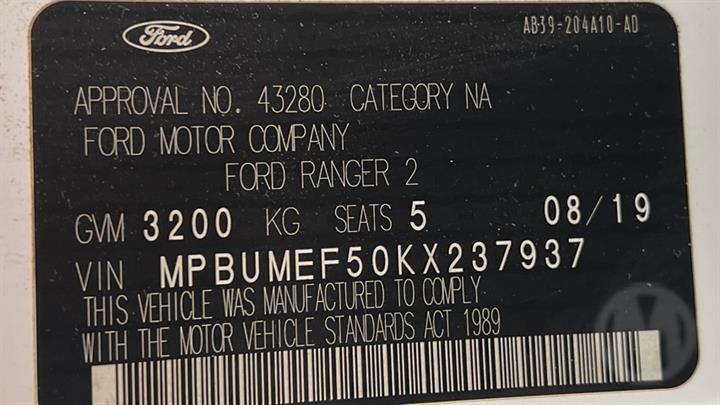 Ford
AB39-204A10-AD
APPROVAL NO. 43280 CATEGORY NA
FORD MOTOR COMPANY
FORD RANGER 2
GVM 3200 KG SEATS 5 08/19
VIN MPBUMEF50KX237937
THIS VEHICLE WAS MANUFACTURED TO COMPLY
WITH THE MOTOR VEHICLE STANDARDS ACT 1989